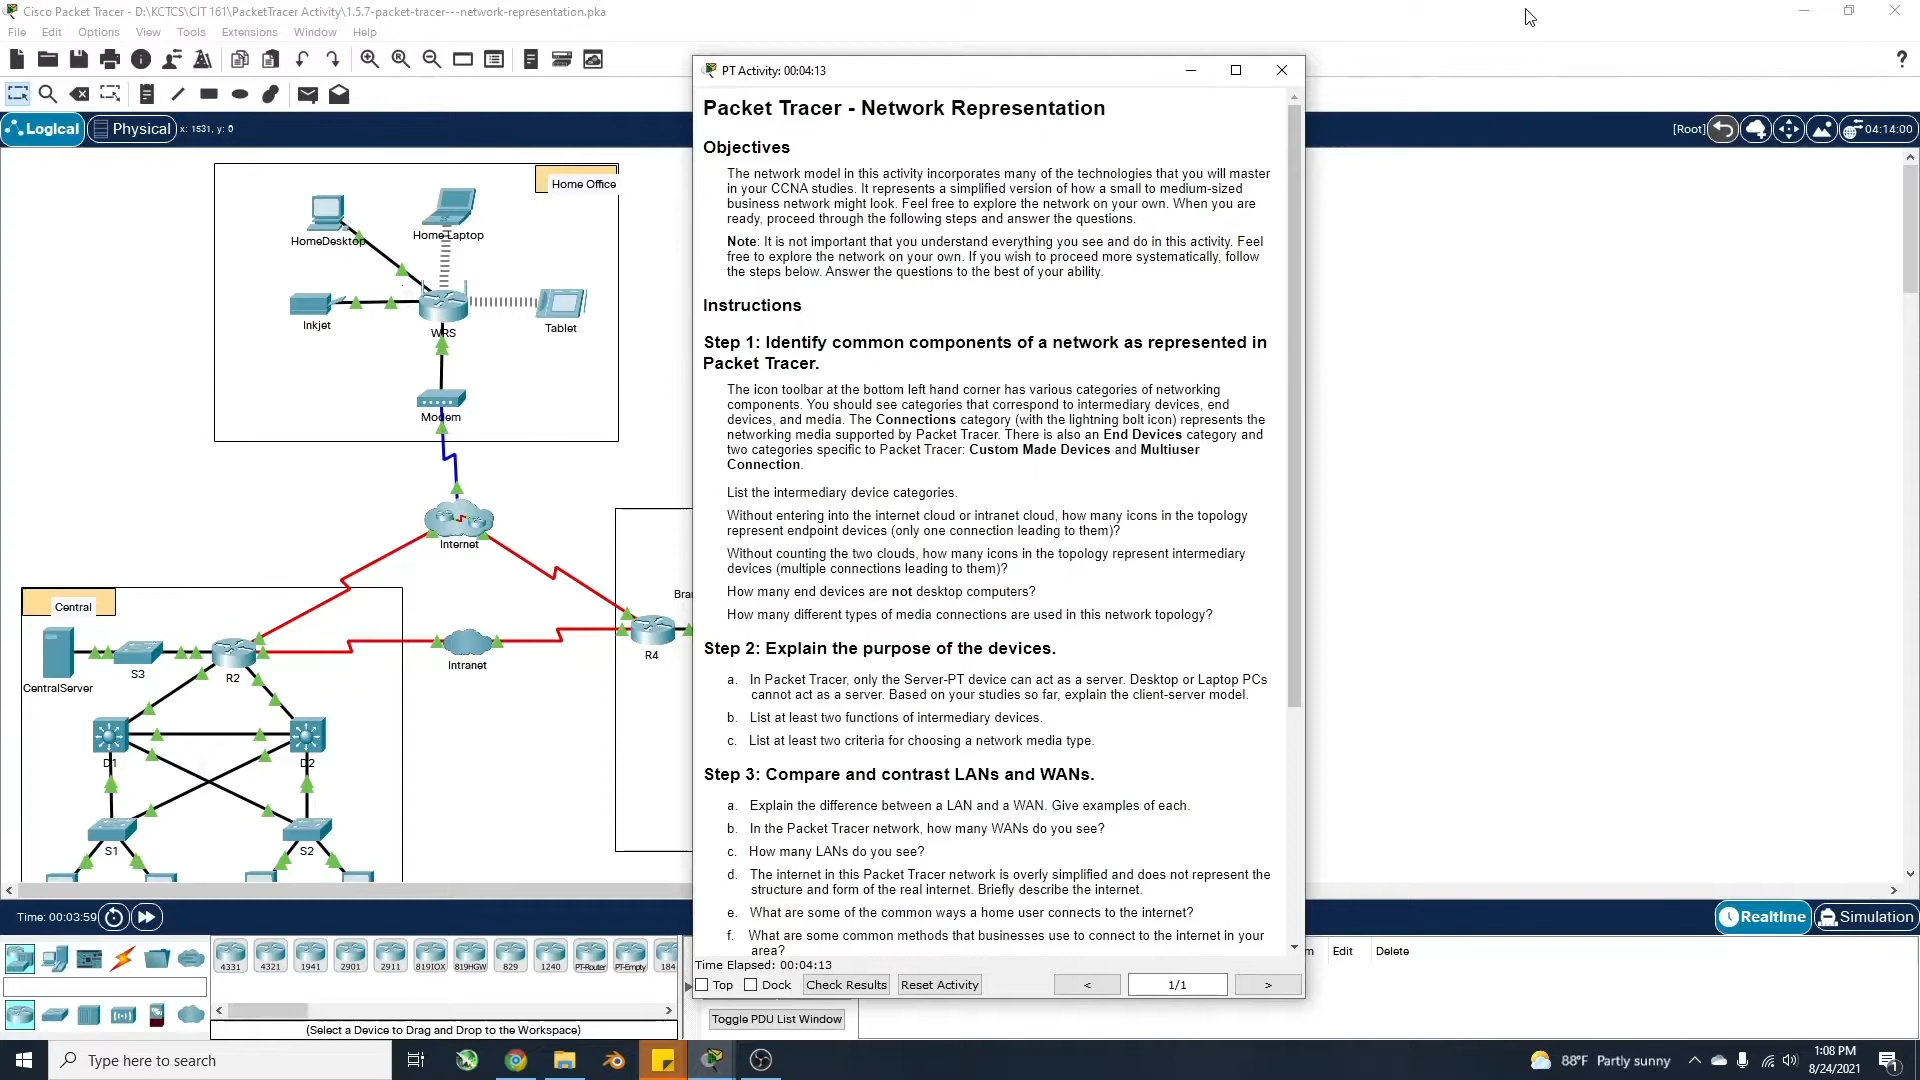 Cisco Packet Tracer - D:\KCTCS\CIT 161\PacketTracer Activity\1.5.7-packet-tracer---network-representation.pka
File Edit Options View Tools Extensions Window Help
Logical Physical x: 1531, y: 0
[Root] 04:14:00
Home Office
HomeDesktop
Home Laptop
Inkjet
WRS
Tablet
Modem
Internet
Central
CentralServer
S3
R2
Intranet
R4
Bran
D1
D2
S1
S2
PT Activity: 00:04:13
Packet Tracer - Network Representation
Objectives
The network model in this activity incorporates many of the technologies that you will master
in your CCNA studies. It represents a simplified version of how a small to medium-sized
business network might look. Feel free to explore the network on your own. When you are
ready, proceed through the following steps and answer the questions.
Note: It is not important that you understand everything you see and do in this activity. Feel
free to explore the network on your own. If you wish to proceed more systematically, follow
the steps below. Answer the questions to the best of your ability.
Instructions
Step 1: Identify common components of a network as represented in
Packet Tracer.
The icon toolbar at the bottom left hand corner has various categories of networking
components. You should see categories that correspond to intermediary devices, end
devices, and media. The Connections category (with the lightning bolt icon) represents the
networking media supported by Packet Tracer. There is also an End Devices category and
two categories specific to Packet Tracer: Custom Made Devices and Multiuser
Connection.
List the intermediary device categories.
Without entering into the internet cloud or intranet cloud, how many icons in the topology
represent endpoint devices (only one connection leading to them)?
Without counting the two clouds, how many icons in the topology represent intermediary
devices (multiple connections leading to them)?
How many end devices are not desktop computers?
How many different types of media connections are used in this network topology?
Step 2: Explain the purpose of the devices.
a. In Packet Tracer, only the Server-PT device can act as a server. Desktop or Laptop PCs
cannot act as a server. Based on your studies so far, explain the client-server model.
b. List at least two functions of intermediary devices.
c. List at least two criteria for choosing a network media type.
Step 3: Compare and contrast LANs and WANs.
a. Explain the difference between a LAN and a WAN. Give examples of each.
b. In the Packet Tracer network, how many WANs do you see?
c. How many LANs do you see?
d. The internet in this Packet Tracer network is overly simplified and does not represent the
structure and form of the real internet. Briefly describe the internet.
e. What are some of the common ways a home user connects to the internet?
f. What are some common methods that businesses use to connect to the internet in your
area?
Time Elapsed: 00:04:13
Top Dock Check Results Reset Activity < 1/1 >
Time: 00:03:59
Realtime Simulation
4331 4321 1941 2901 2911 819IOX 819HGW 829 1240 PT-Router PT-Empty 184
(Select a Device to Drag and Drop to the Workspace)
Toggle PDU List Window
m Edit Delete
Type here to search
88°F Partly sunny
1:08 PM
8/24/2021
1